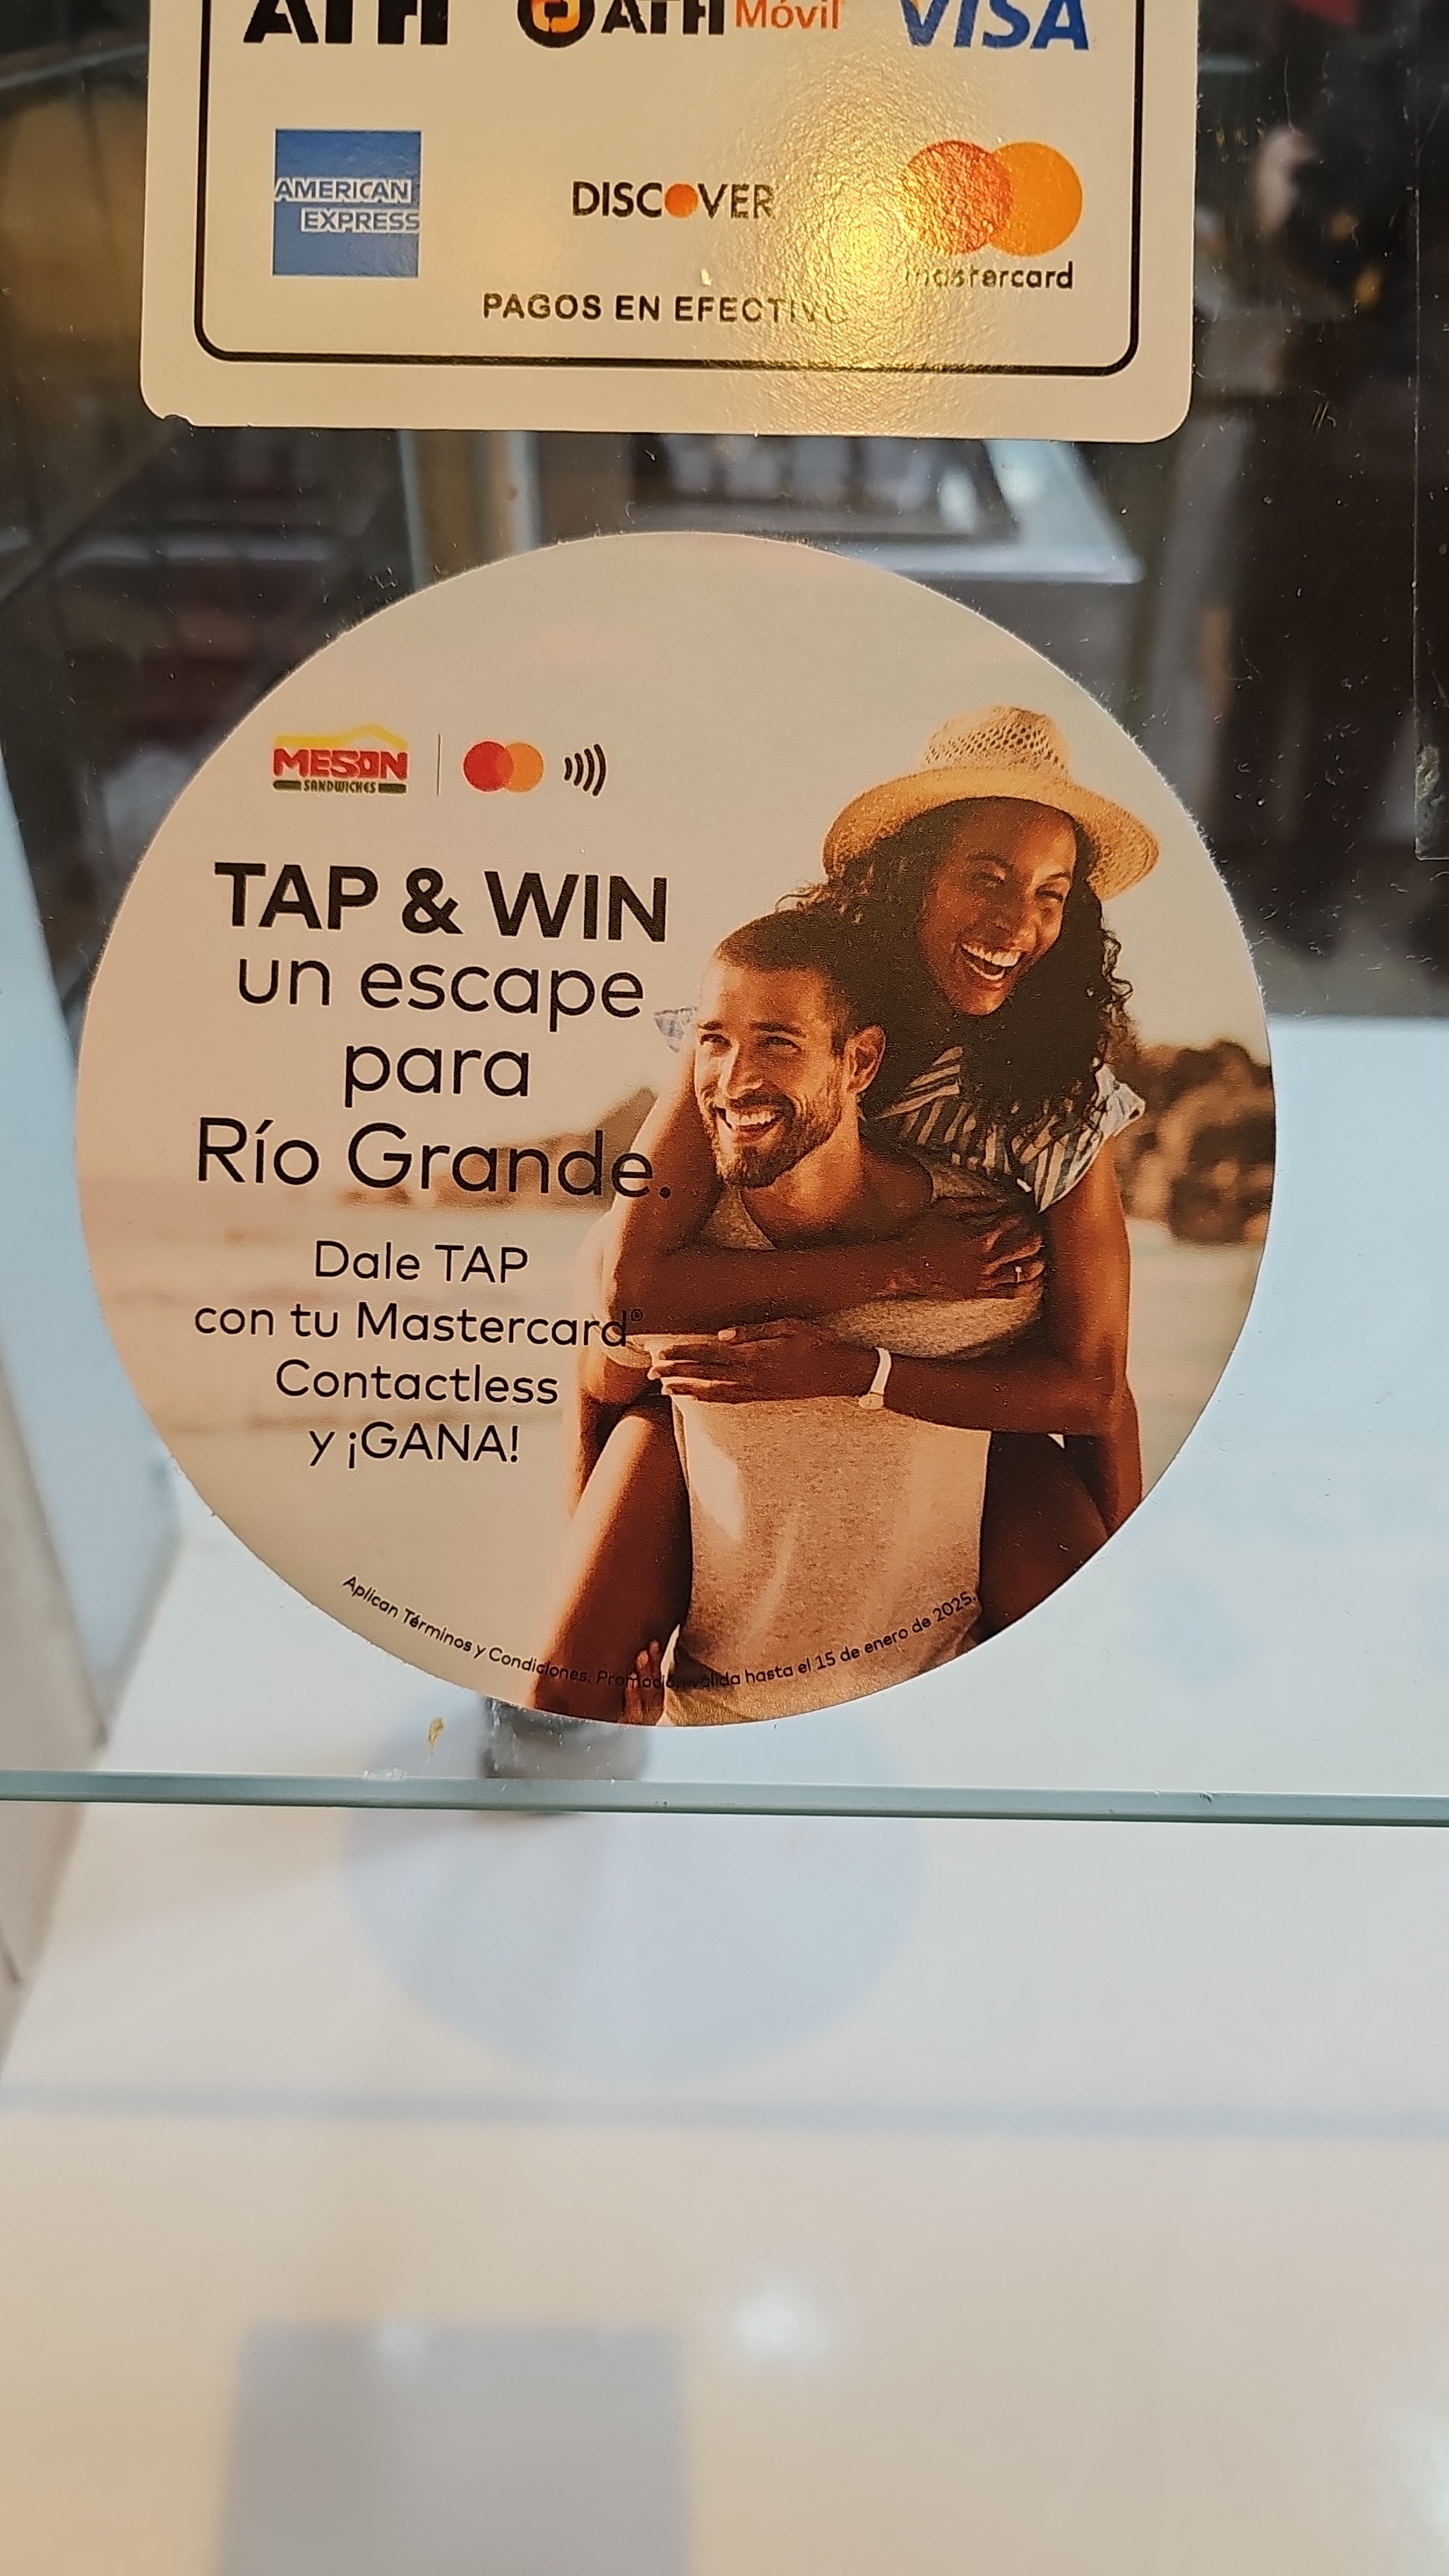 ATH
ATH Móvil
VISA
AMERICAN
EXPRESS
DISCOVER
mastercard
PAGOS EN EFECTIVO
MESON
SANDWICHES
TAP & WIN
un escape
para
Río Grande.
Dale TAP
con tu Mastercard®
Contactless
y ¡GANA!
Aplican Términos y Condiciones. Promoción válida hasta el 15 de enero de 2025.